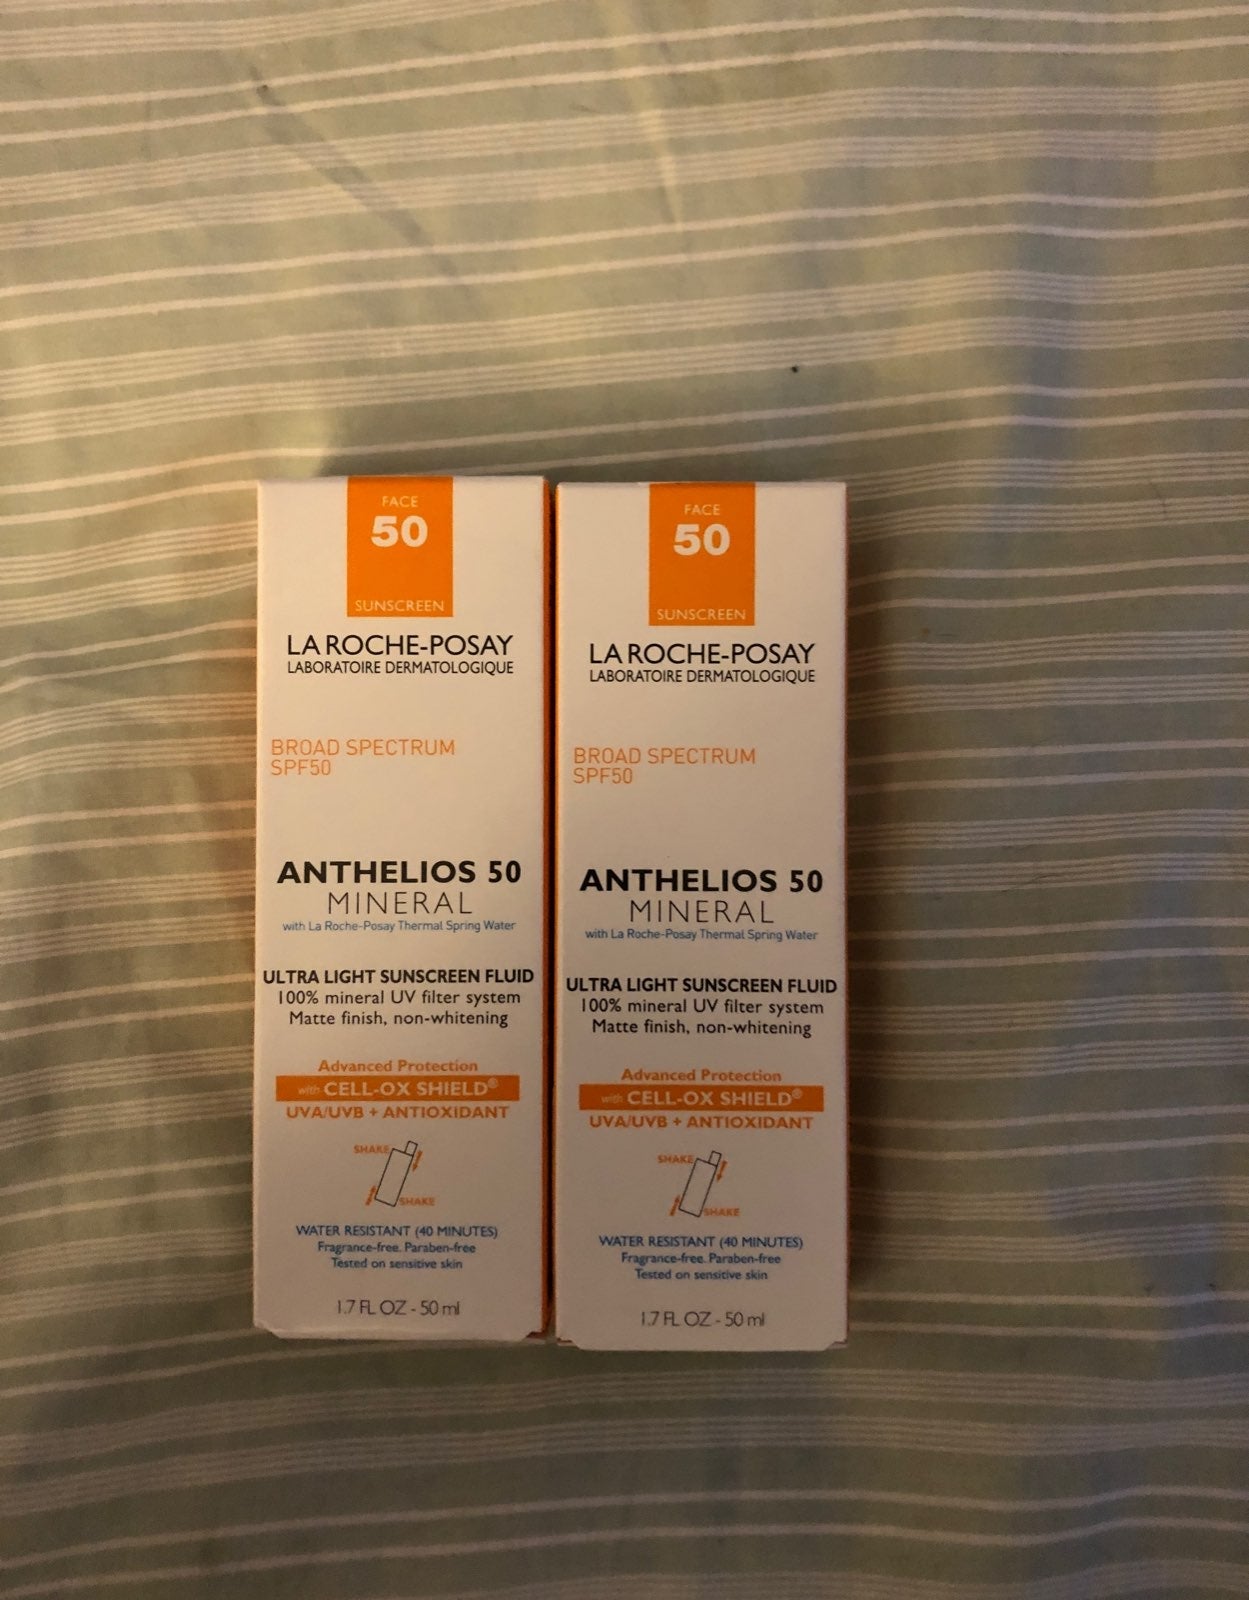 FACE
50
SUNSCREEN
LA ROCHE-POSAY
LABORATOIRE DERMATOLOGIQUE
BROAD SPECTRUM
SPF50
ANTHELIOS 50
MINERAL
with La Roche-Posay Thermal Spring Water
ULTRA LIGHT SUNSCREEN FLUID
100% mineral UV filter system
Matte finish, non-whitening
Advanced Protection
with CELL-OX SHIELD®
UVA/UVB + ANTIOXIDANT
SHAKE
SHAKE
WATER RESISTANT (40 MINUTES)
Fragrance-free. Paraben-free
Tested on sensitive skin
1.7 FL OZ - 50 ml
FACE
50
SUNSCREEN
LA ROCHE-POSAY
LABORATOIRE DERMATOLOGIQUE
BROAD SPECTRUM
SPF50
ANTHELIOS 50
MINERAL
with La Roche-Posay Thermal Spring Water
ULTRA LIGHT SUNSCREEN FLUID
100% mineral UV filter system
Matte finish, non-whitening
Advanced Protection
with CELL-OX SHIELD®
UVA/UVB + ANTIOXIDANT
SHAKE
SHAKE
WATER RESISTANT (40 MINUTES)
Fragrance-free. Paraben-free
Tested on sensitive skin
1.7 FL OZ - 50 ml